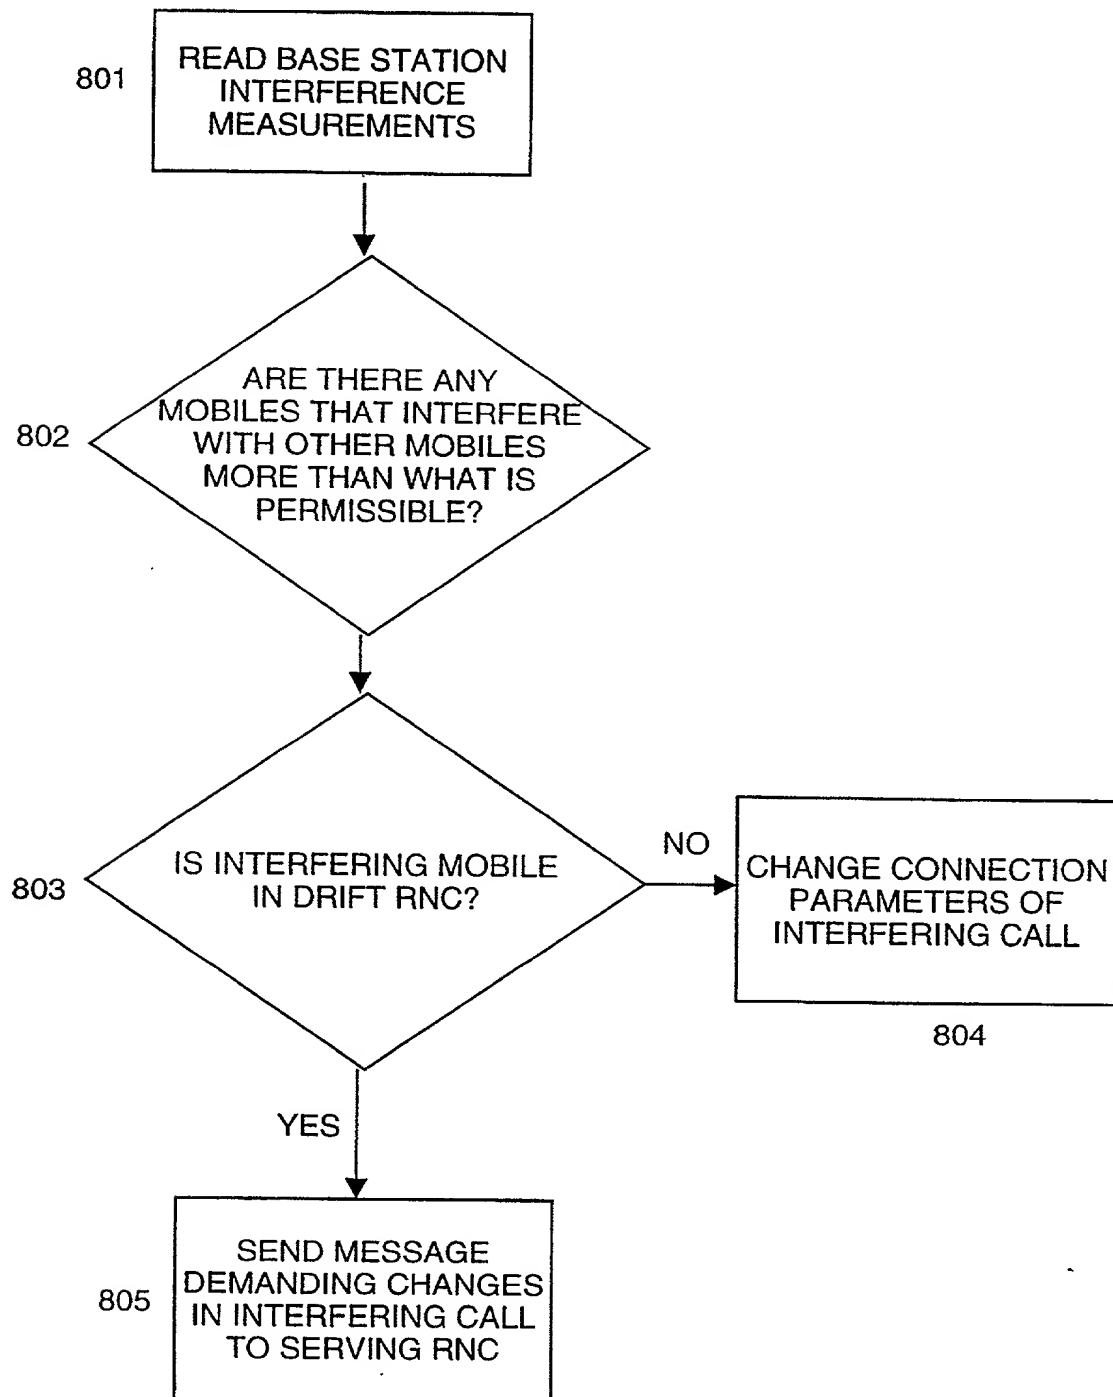 801
READ BASE STATION
INTERFERENCE
MEASUREMENTS
802
ARE THERE ANY
MOBILES THAT INTERFERE
WITH OTHER MOBILES
MORE THAN WHAT IS
PERMISSIBLE?
803
IS INTERFERING MOBILE
IN DRIFT RNC?
NO
CHANGE CONNECTION
PARAMETERS OF
INTERFERING CALL
804
YES
805
SEND MESSAGE
DEMANDING CHANGES
IN INTERFERING CALL
TO SERVING RNC